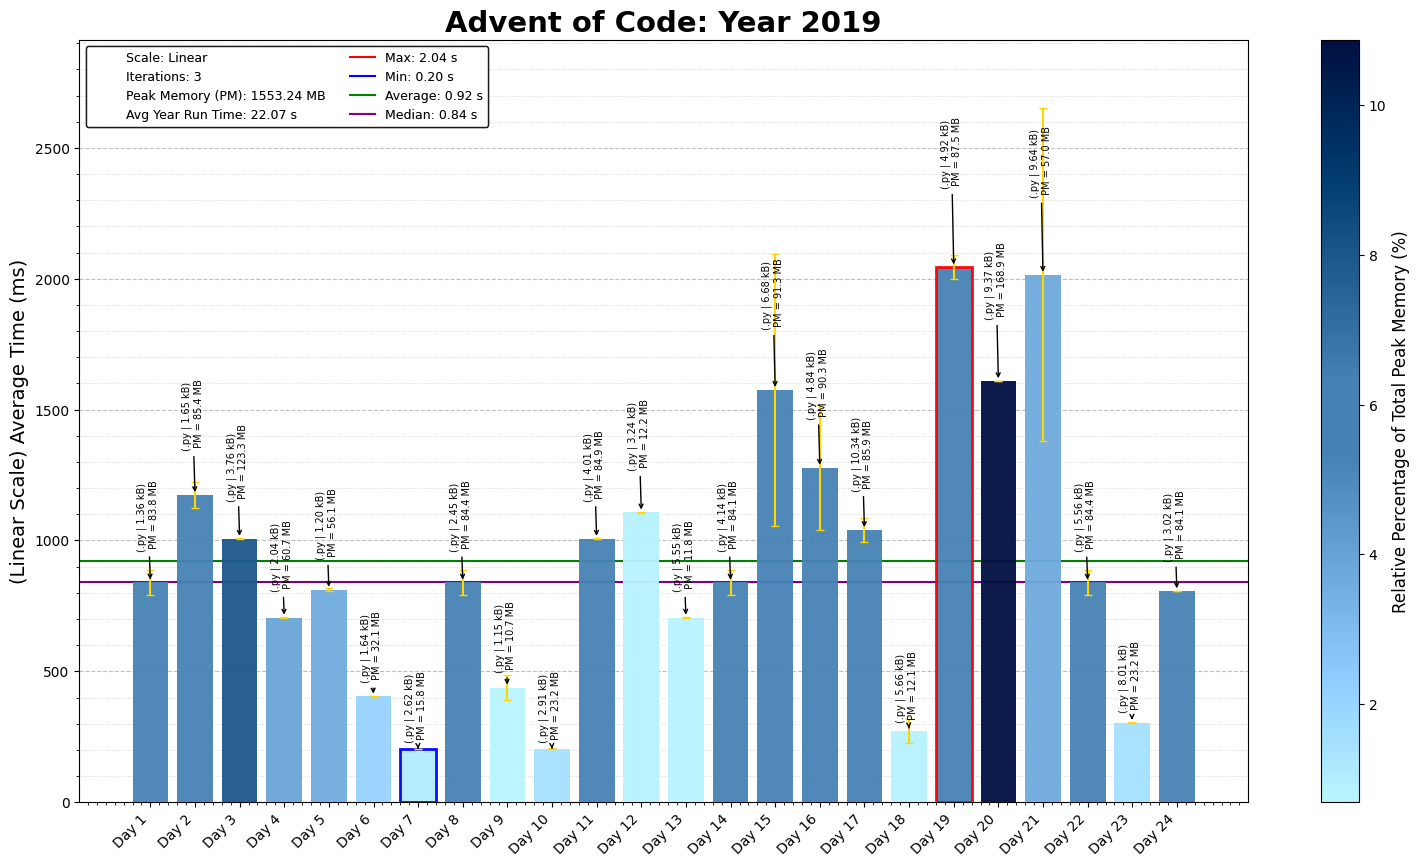 Advent of Code: Year 2019
Scale: Linear
Iterations: 3
Peak Memory (PM): 1553.24 MB
Avg Year Run Time: 22.07 s
Max: 2.04 s
Min: 0.20 s
Average: 0.92 s
Median: 0.84 s
(Linear Scale) Average Time (ms)
2500
2000
1500
1000
500
0
(.py | 1.36 kB)
PM = 83.8 MB
(.py | 1.65 kB)
PM = 85.4 MB
(.py | 3.76 kB)
PM = 123.3 MB
(.py | 2.04 kB)
PM = 60.7 MB
(.py | 1.20 kB)
PM = 56.1 MB
(.py | 1.64 kB)
PM = 32.1 MB
(.py | 2.62 kB)
PM = 15.8 MB
(.py | 2.45 kB)
PM = 84.4 MB
(.py | 1.15 kB)
PM = 10.7 MB
(.py | 2.91 kB)
PM = 23.2 MB
(.py | 4.01 kB)
PM = 84.9 MB
(.py | 3.24 kB)
PM = 12.2 MB
(.py | 5.55 kB)
PM = 11.8 MB
(.py | 4.14 kB)
PM = 84.1 MB
(.py | 6.68 kB)
PM = 91.3 MB
(.py | 4.84 kB)
PM = 90.3 MB
(.py | 10.34 kB)
PM = 85.9 MB
(.py | 5.66 kB)
PM = 12.1 MB
(.py | 4.92 kB)
PM = 87.5 MB
(.py | 9.37 kB)
PM = 168.9 MB
(.py | 9.64 kB)
PM = 57.0 MB
(.py | 5.56 kB)
PM = 84.4 MB
(.py | 8.01 kB)
PM = 23.2 MB
(.py | 3.02 kB)
PM = 84.1 MB
Day 1
Day 2
Day 3
Day 4
Day 5
Day 6
Day 7
Day 8
Day 9
Day 10
Day 11
Day 12
Day 13
Day 14
Day 15
Day 16
Day 17
Day 18
Day 19
Day 20
Day 21
Day 22
Day 23
Day 24
10
8
6
4
2
Relative Percentage of Total Peak Memory (%)